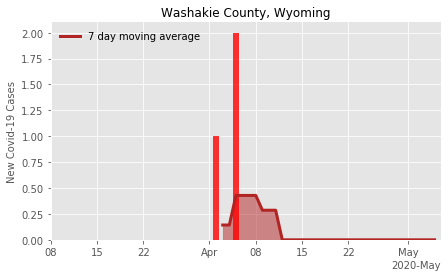 Washakie County, Wyoming
7 day moving average
New Covid-19 Cases
2.00
1.75
1.50
1.25
1.00
0.75
0.50
0.25
0.00
08 15 22 Apr 08 15 22 May
2020-May